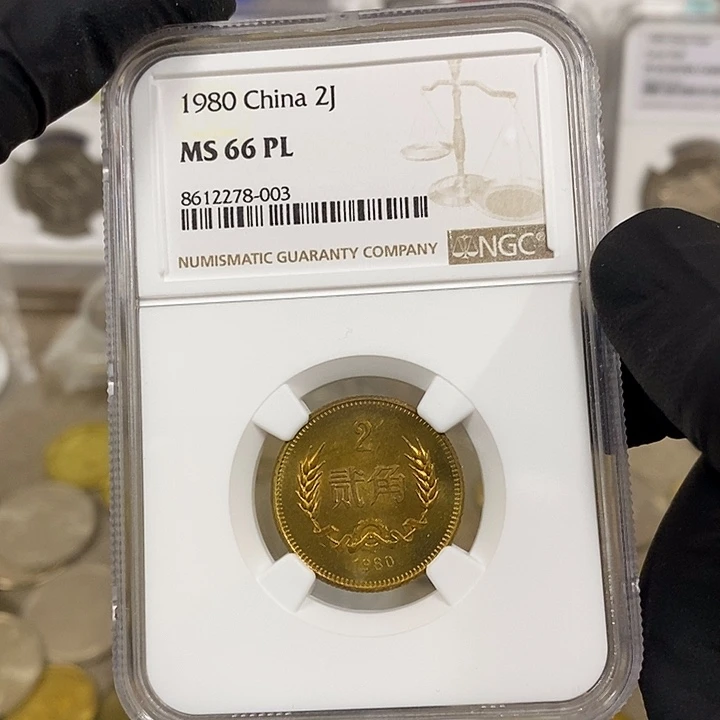 1980 China 2J
MS 66 PL
8612278-003
NUMISMATIC GUARANTY COMPANY
NGC
2
贰角
1980